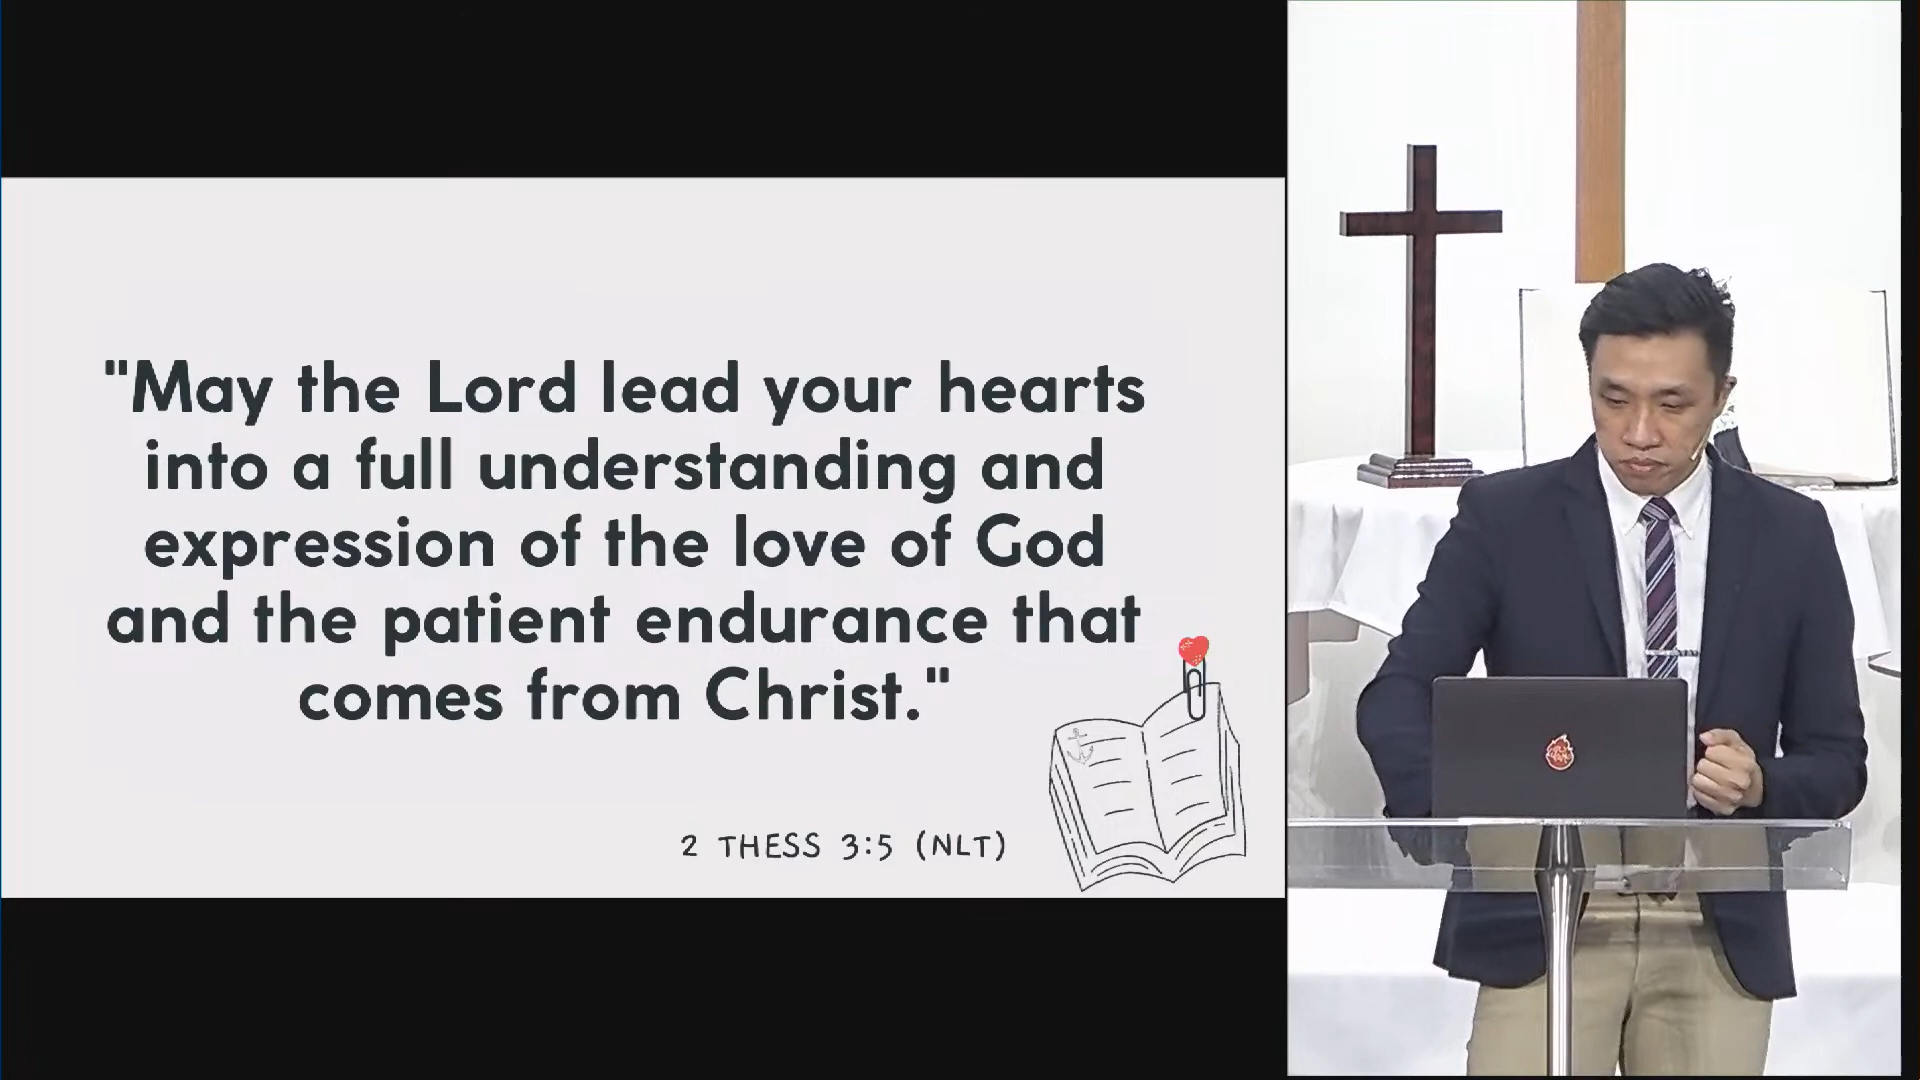 "May the Lord lead your hearts
into a full understanding and
expression of the love of God
and the patient endurance that
comes from Christ."
2 THESS 3:5 (NLT)